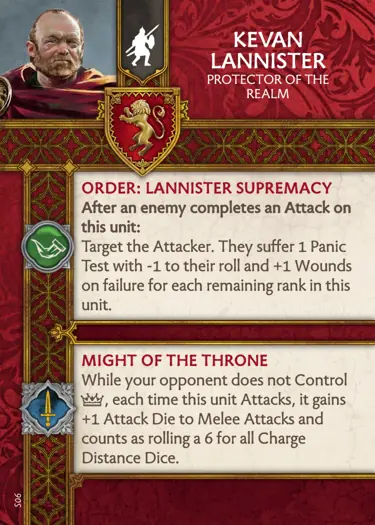 KEVAN
LANNISTER
PROTECTOR OF THE
REALM
ORDER: LANNISTER SUPREMACY
After an enemy completes an Attack on
this unit:
Target the Attacker. They suffer 1 Panic
Test with -1 to their roll and +1 Wounds
on failure for each remaining rank in this
unit.
MIGHT OF THE THRONE
While your opponent does not Control
, each time this unit Attacks, it gains
+1 Attack Die to Melee Attacks and
counts as rolling a 6 for all Charge
Distance Dice.
S06